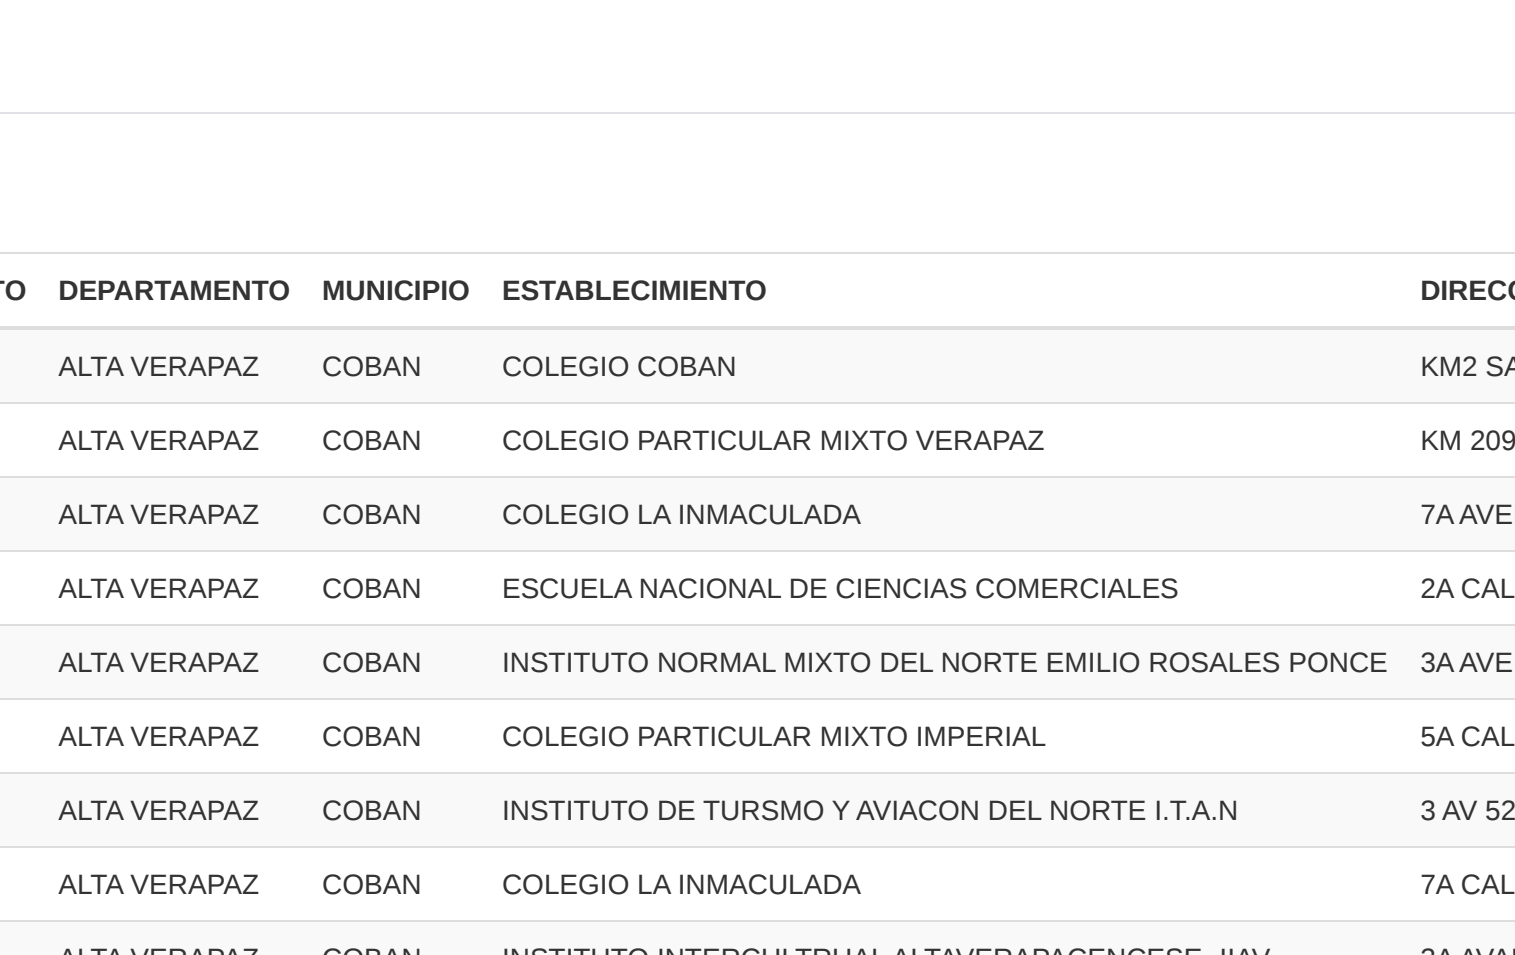 TO DEPARTAMENTO MUNICIPIO ESTABLECIMIENTO DIREC
ALTA VERAPAZ COBAN COLEGIO COBAN KM2 SA
ALTA VERAPAZ COBAN COLEGIO PARTICULAR MIXTO VERAPAZ KM 209
ALTA VERAPAZ COBAN COLEGIO LA INMACULADA 7A AVE
ALTA VERAPAZ COBAN ESCUELA NACIONAL DE CIENCIAS COMERCIALES 2A CAL
ALTA VERAPAZ COBAN INSTITUTO NORMAL MIXTO DEL NORTE EMILIO ROSALES PONCE 3A AVE
ALTA VERAPAZ COBAN COLEGIO PARTICULAR MIXTO IMPERIAL 5A CAL
ALTA VERAPAZ COBAN INSTITUTO DE TURSMO Y AVIACON DEL NORTE I.T.A.N 3 AV 52
ALTA VERAPAZ COBAN COLEGIO LA INMACULADA 7A CAL
ALTA VERAPAZ COBAN INSTITUTO